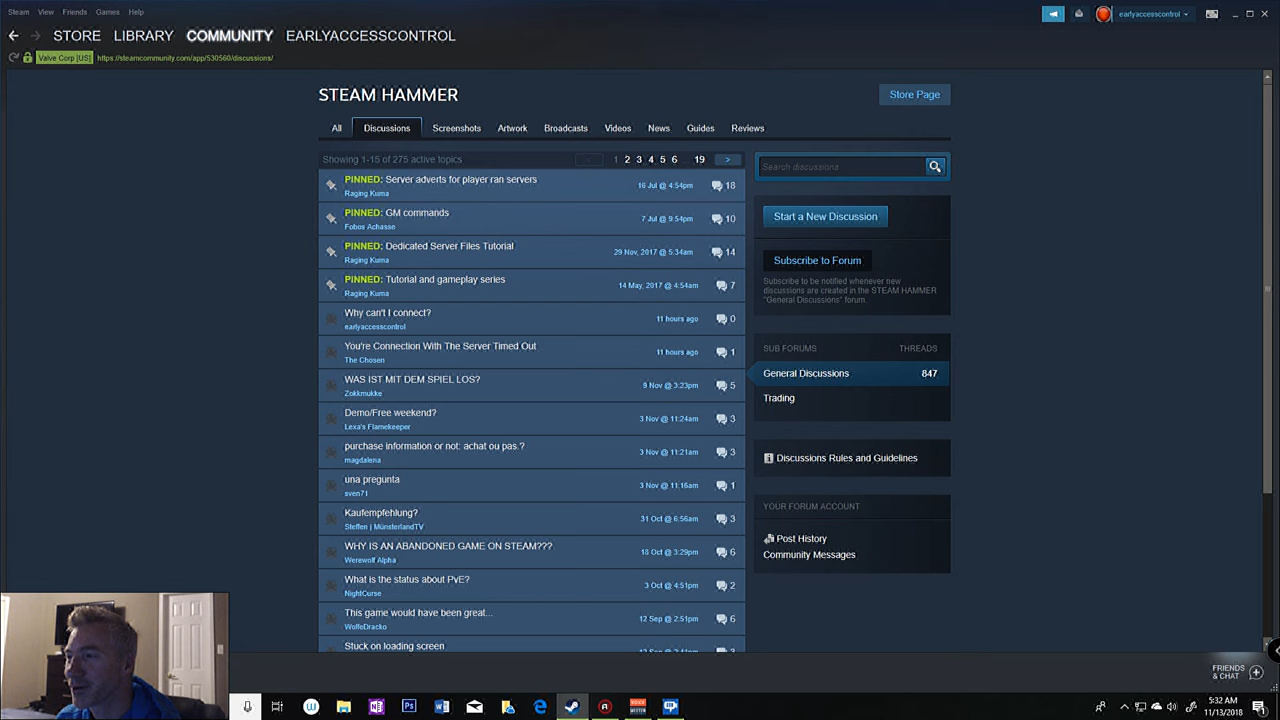 Steam View Friends Games Help
earlyaccesscontrol
STORE LIBRARY COMMUNITY EARLYACCESSCONTROL
Valve Corp [US] https://steamcommunity.com/app/530560/discussions/
STEAM HAMMER
Store Page
All Discussions Screenshots Artwork Broadcasts Videos News Guides Reviews
Showing 1-15 of 275 active topics
< 1 2 3 4 5 6 ... 19 >
Search discussions
PINNED: Server adverts for player ran servers
Raging Kuma
16 Jul @ 4:54pm 18
PINNED: GM commands
Fobos Achasse
7 Jul @ 9:54pm 10
PINNED: Dedicated Server Files Tutorial
Raging Kuma
29 Nov, 2017 @ 5:34am 14
PINNED: Tutorial and gameplay series
Raging Kuma
14 May, 2017 @ 4:54am 7
Why can't I connect?
earlyaccesscontrol
11 hours ago 0
You're Connection With The Server Timed Out
The Chosen
11 hours ago 1
WAS IST MIT DEM SPIEL LOS?
Zokkmukke
9 Nov @ 3:23pm 5
Demo/Free weekend?
Lexa's Flamekeeper
3 Nov @ 11:24am 3
purchase information or not: achat ou pas.?
magdalena
3 Nov @ 11:21am 3
una pregunta
sven71
3 Nov @ 11:16am 1
Kaufempfehlung?
Steffen | MünsterlandTV
31 Oct @ 6:56am 3
WHY IS AN ABANDONED GAME ON STEAM???
Werewolf Alpha
18 Oct @ 3:29pm 6
What is the status about PvE?
NightCurse
3 Oct @ 4:51pm 2
This game would have been great...
WolfeDracko
12 Sep @ 2:51pm 6
Stuck on loading screen
Start a New Discussion
Subscribe to Forum
Subscribe to be notified whenever new
discussions are created in the STEAM HAMMER
"General Discussions" forum.
SUB FORUMS THREADS
General Discussions 847
Trading
Discussions Rules and Guidelines
YOUR FORUM ACCOUNT
Post History
Community Messages
FRIENDS
& CHAT
5:32 AM
11/13/2018